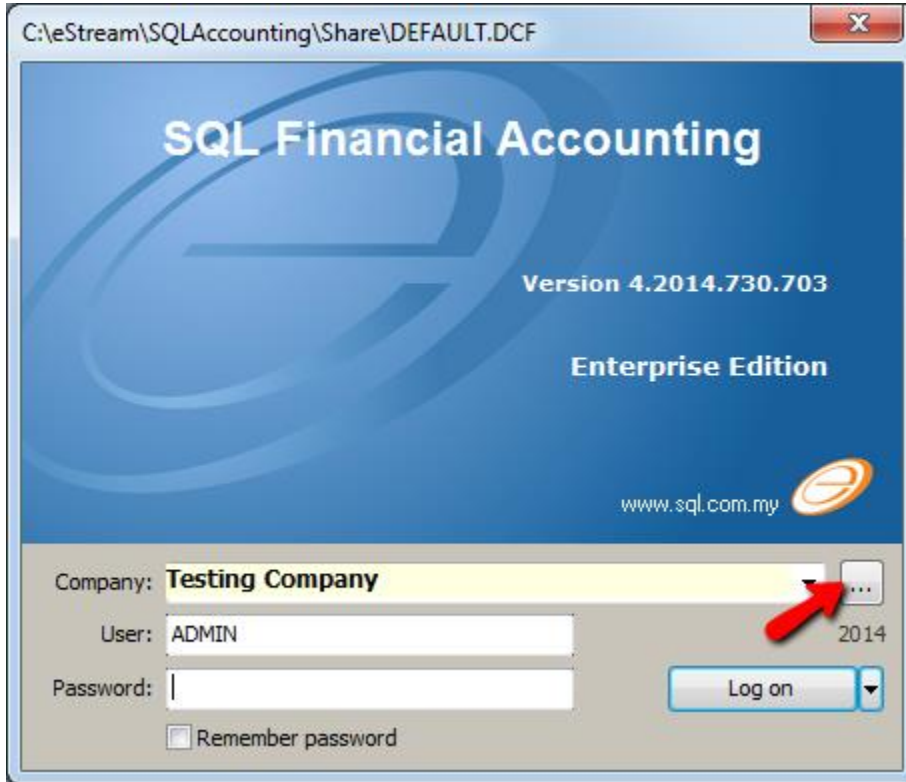 C:\eStream\SQLAccounting\Share\DEFAULT.DCF
SQL Financial Accounting
Version 4.2014.730.703
Enterprise Edition
www.sql.com.my
Company: Testing Company ...
User: ADMIN 2014
Password: Log on
Remember password